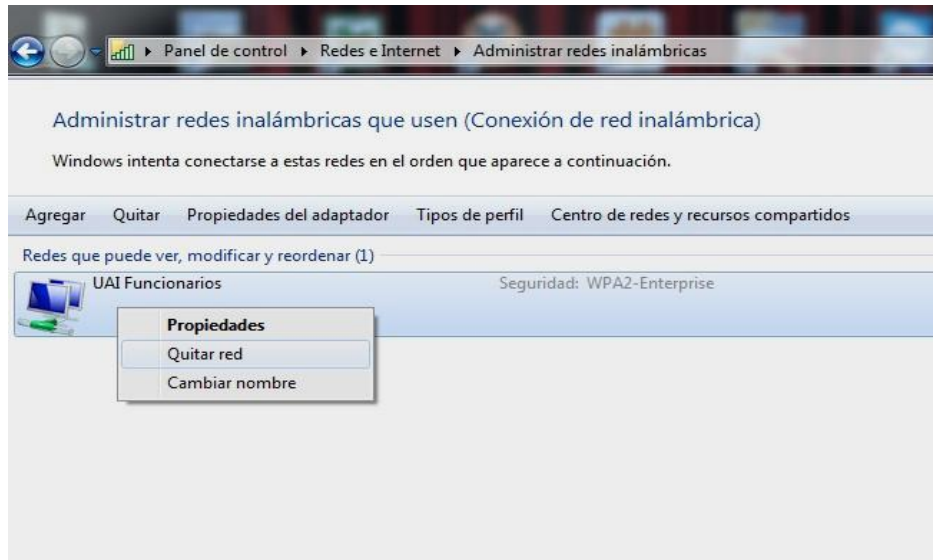 Panel de control ▸ Redes e Internet ▸ Administrar redes inalámbricas
Administrar redes inalámbricas que usen (Conexión de red inalámbrica)
Windows intenta conectarse a estas redes en el orden que aparece a continuación.
Agregar Quitar Propiedades del adaptador Tipos de perfil Centro de redes y recursos compartidos
Redes que puede ver, modificar y reordenar (1)
UAI Funcionarios Seguridad: WPA2-Enterprise
Propiedades
Quitar red
Cambiar nombre